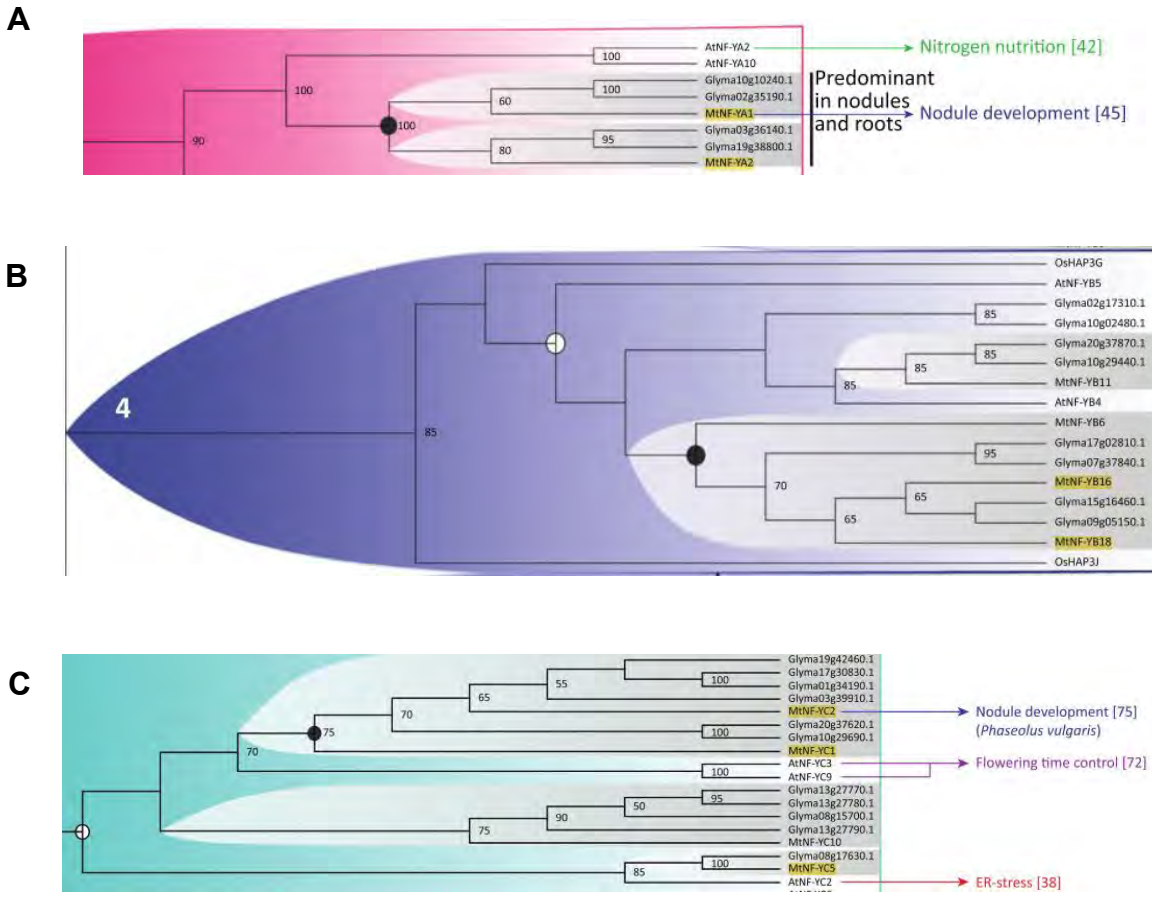 A
AtNF-YA2
Nitrogen nutrition [42]
100
AtNF-YA10
100
Glyma10g10240.1
Predominant
in nodules
and roots
100
60
Glyma02g35190.1
MtNF-YA1
Nodule development [45]
100
Glyma03g36140.1
90
95
Glyma19g38800.1
80
MtNF-YA2
B
OsHAP3G
AtNF-YB5
Glyma02g17310.1
85
Glyma10g02480.1
Glyma20g37870.1
85
Glyma10g29440.1
85
MtNF-YB11
85
AtNF-YB4
4
MtNF-YB6
85
Glyma17g02810.1
95
Glyma07g37840.1
MtNF-YB16
70
65
Glyma15g16460.1
65
Glyma09g05150.1
MtNF-YB18
OsHAP3J
C
Glyma19g42460.1
Glyma17g30830.1
100
Glyma01g34190.1
55
Glyma03g39910.1
65
MtNF-YC2
Nodule development [75]
(Phaseolus vulgaris)
70
Glyma20g37620.1
100
75
Glyma10g29690.1
MtNF-YC1
70
AtNF-YC3
Flowering time control [72]
100
AtNF-YC9
Glyma13g27770.1
95
Glyma13g27780.1
50
Glyma08g15700.1
90
Glyma13g27790.1
75
MtNF-YC10
Glyma08g17630.1
100
MtNF-YC5
85
AtNF-YC2
ER-stress [38]